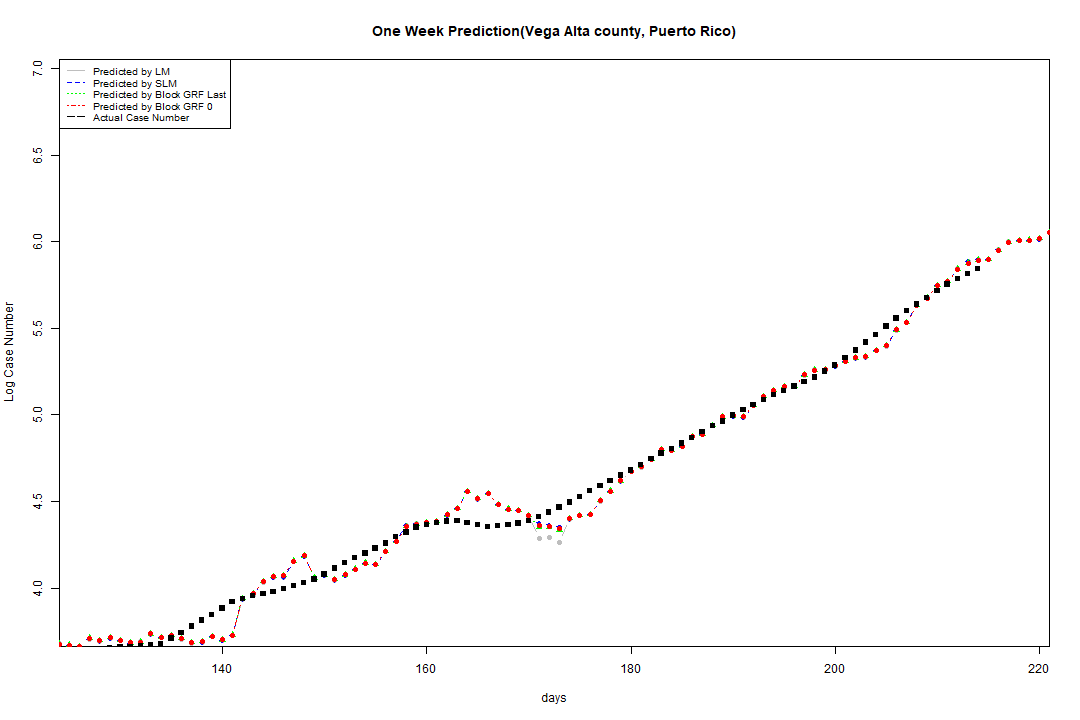 One Week Prediction(Vega Alta county, Puerto Rico)
Predicted by LM
Predicted by SLM
Predicted by Block GRF Last
Predicted by Block GRF 0
Actual Case Number
7.0
6.5
6.0
5.5
5.0
4.5
4.0
Log Case Number
140 160 180 200 220
days